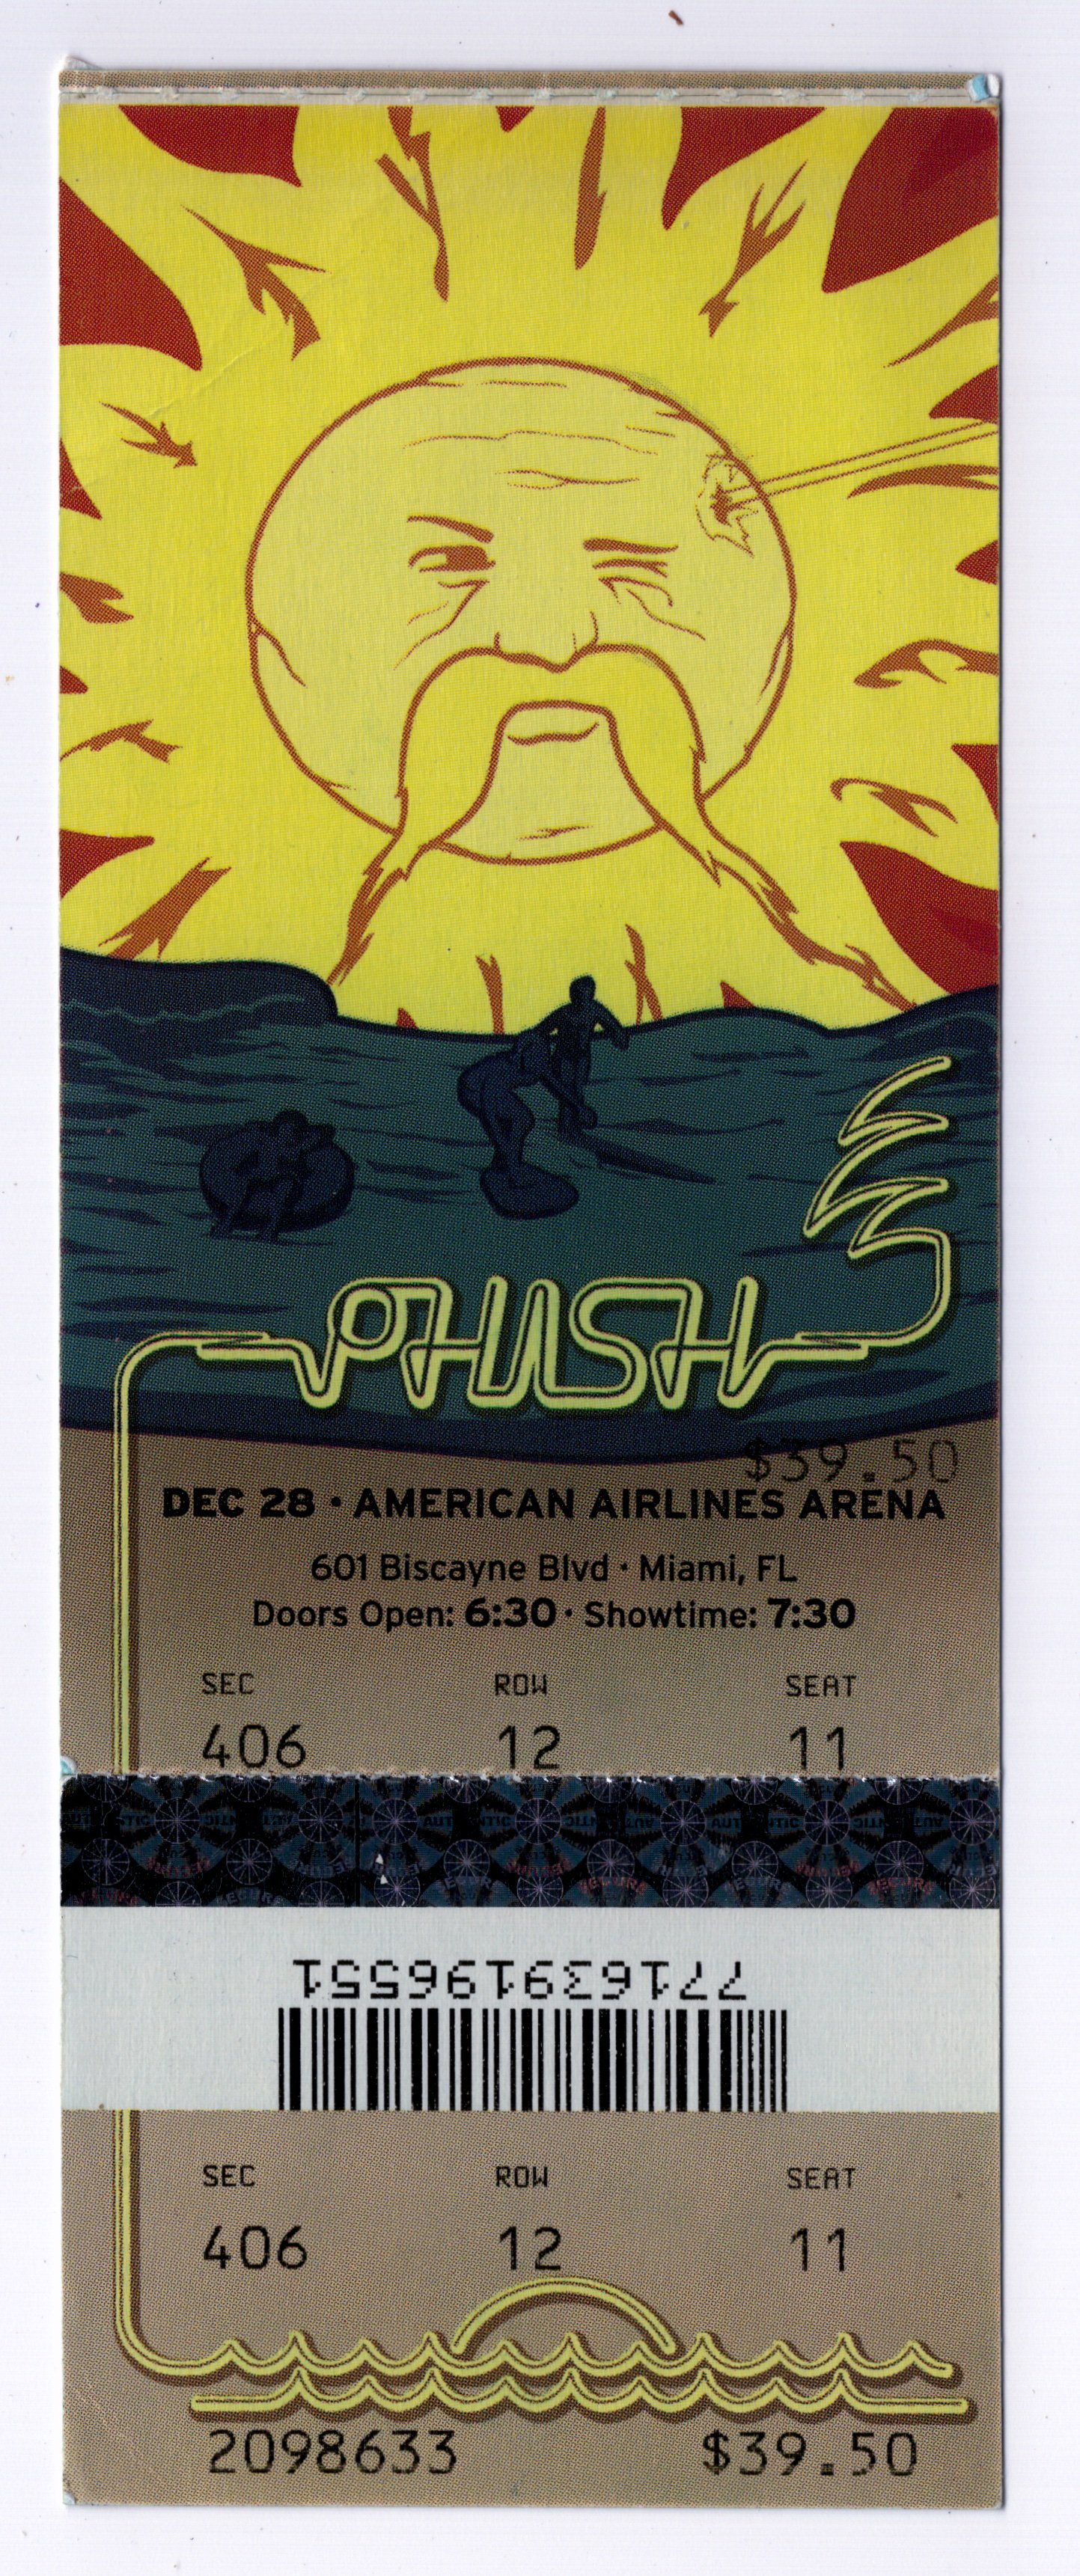 PHISH
$39.50
DEC 28 · AMERICAN AIRLINES ARENA
601 Biscayne Blvd · Miami, FL
Doors Open: 6:30 · Showtime: 7:30
SEC ROW SEAT
406 12 11
771639196551
SEC ROW SEAT
406 12 11
2098633 $39.50